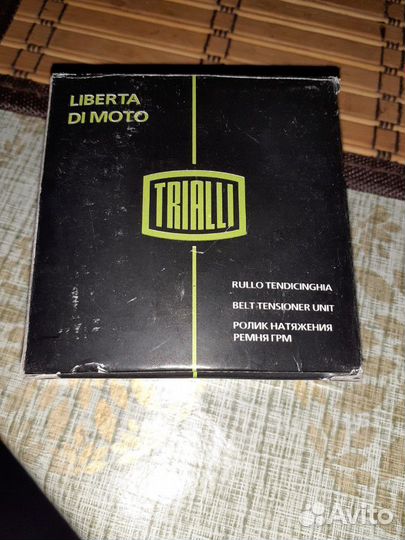 LIBERTA
DI MOTO
TRIALLI
RULLO TENDICINGHIA
BELT-TENSIONER UNIT
РОЛИК НАТЯЖЕНИЯ
РЕМНЯ ГРМ
Avito